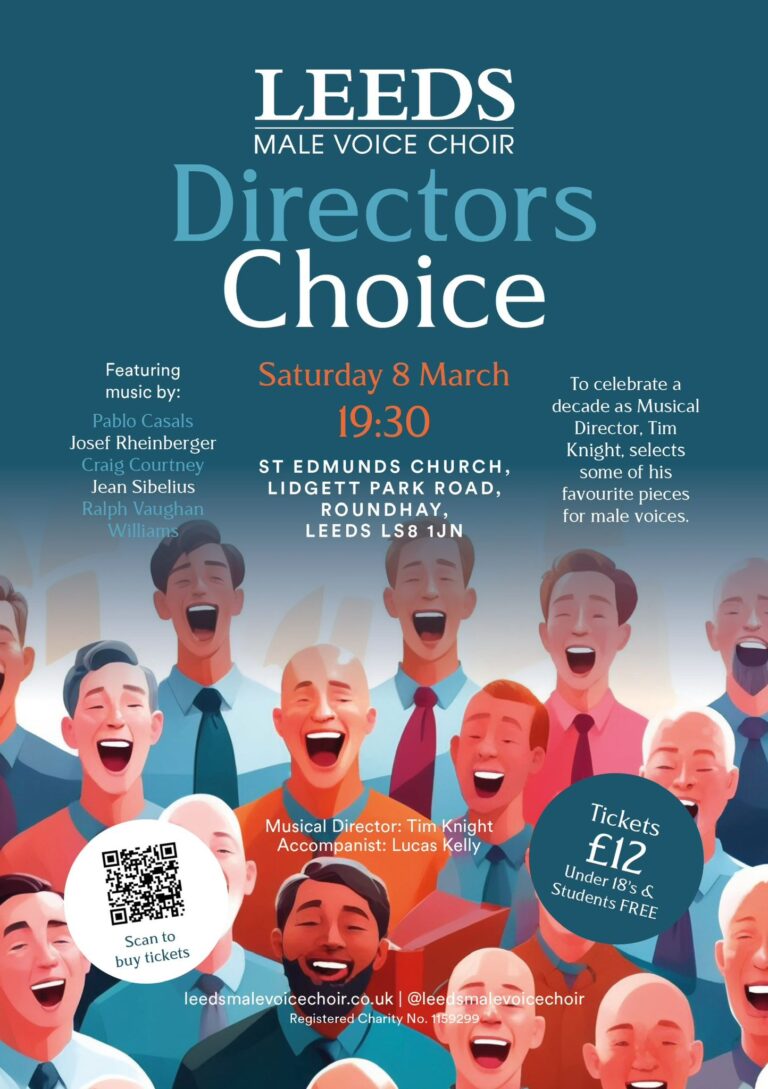 LEEDS
MALE VOICE CHOIR
Directors
Choice
Featuring
music by:
Pablo Casals
Josef Rheinberger
Craig Courtney
Jean Sibelius
Ralph Vaughan
Williams
Saturday 8 March
19:30
ST EDMUNDS CHURCH,
LIDGETT PARK ROAD,
ROUNDHAY,
LEEDS LS8 1JN
To celebrate a
decade as Musical
Director, Tim
Knight, selects
some of his
favourite pieces
for male voices.
Musical Director: Tim Knight
Accompanist: Lucas Kelly
Tickets
£12
Under 18's &
Students FREE
Scan to
buy tickets
leedsmalevoicechoir.co.uk | @leedsmalevoicechoir
Registered Charity No. 1159299